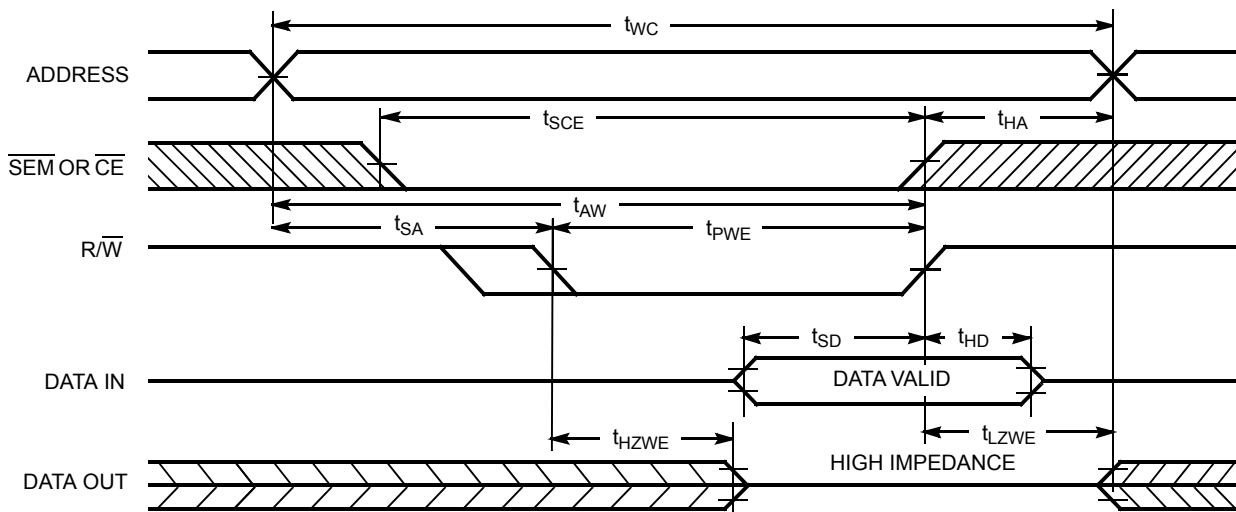 tWC
ADDRESS
tSCE
tHA
SEM OR CE
tAW
tSA
tPWE
R/W
tSD
tHD
DATA IN
DATA VALID
tHZWE
tLZWE
HIGH IMPEDANCE
DATA OUT